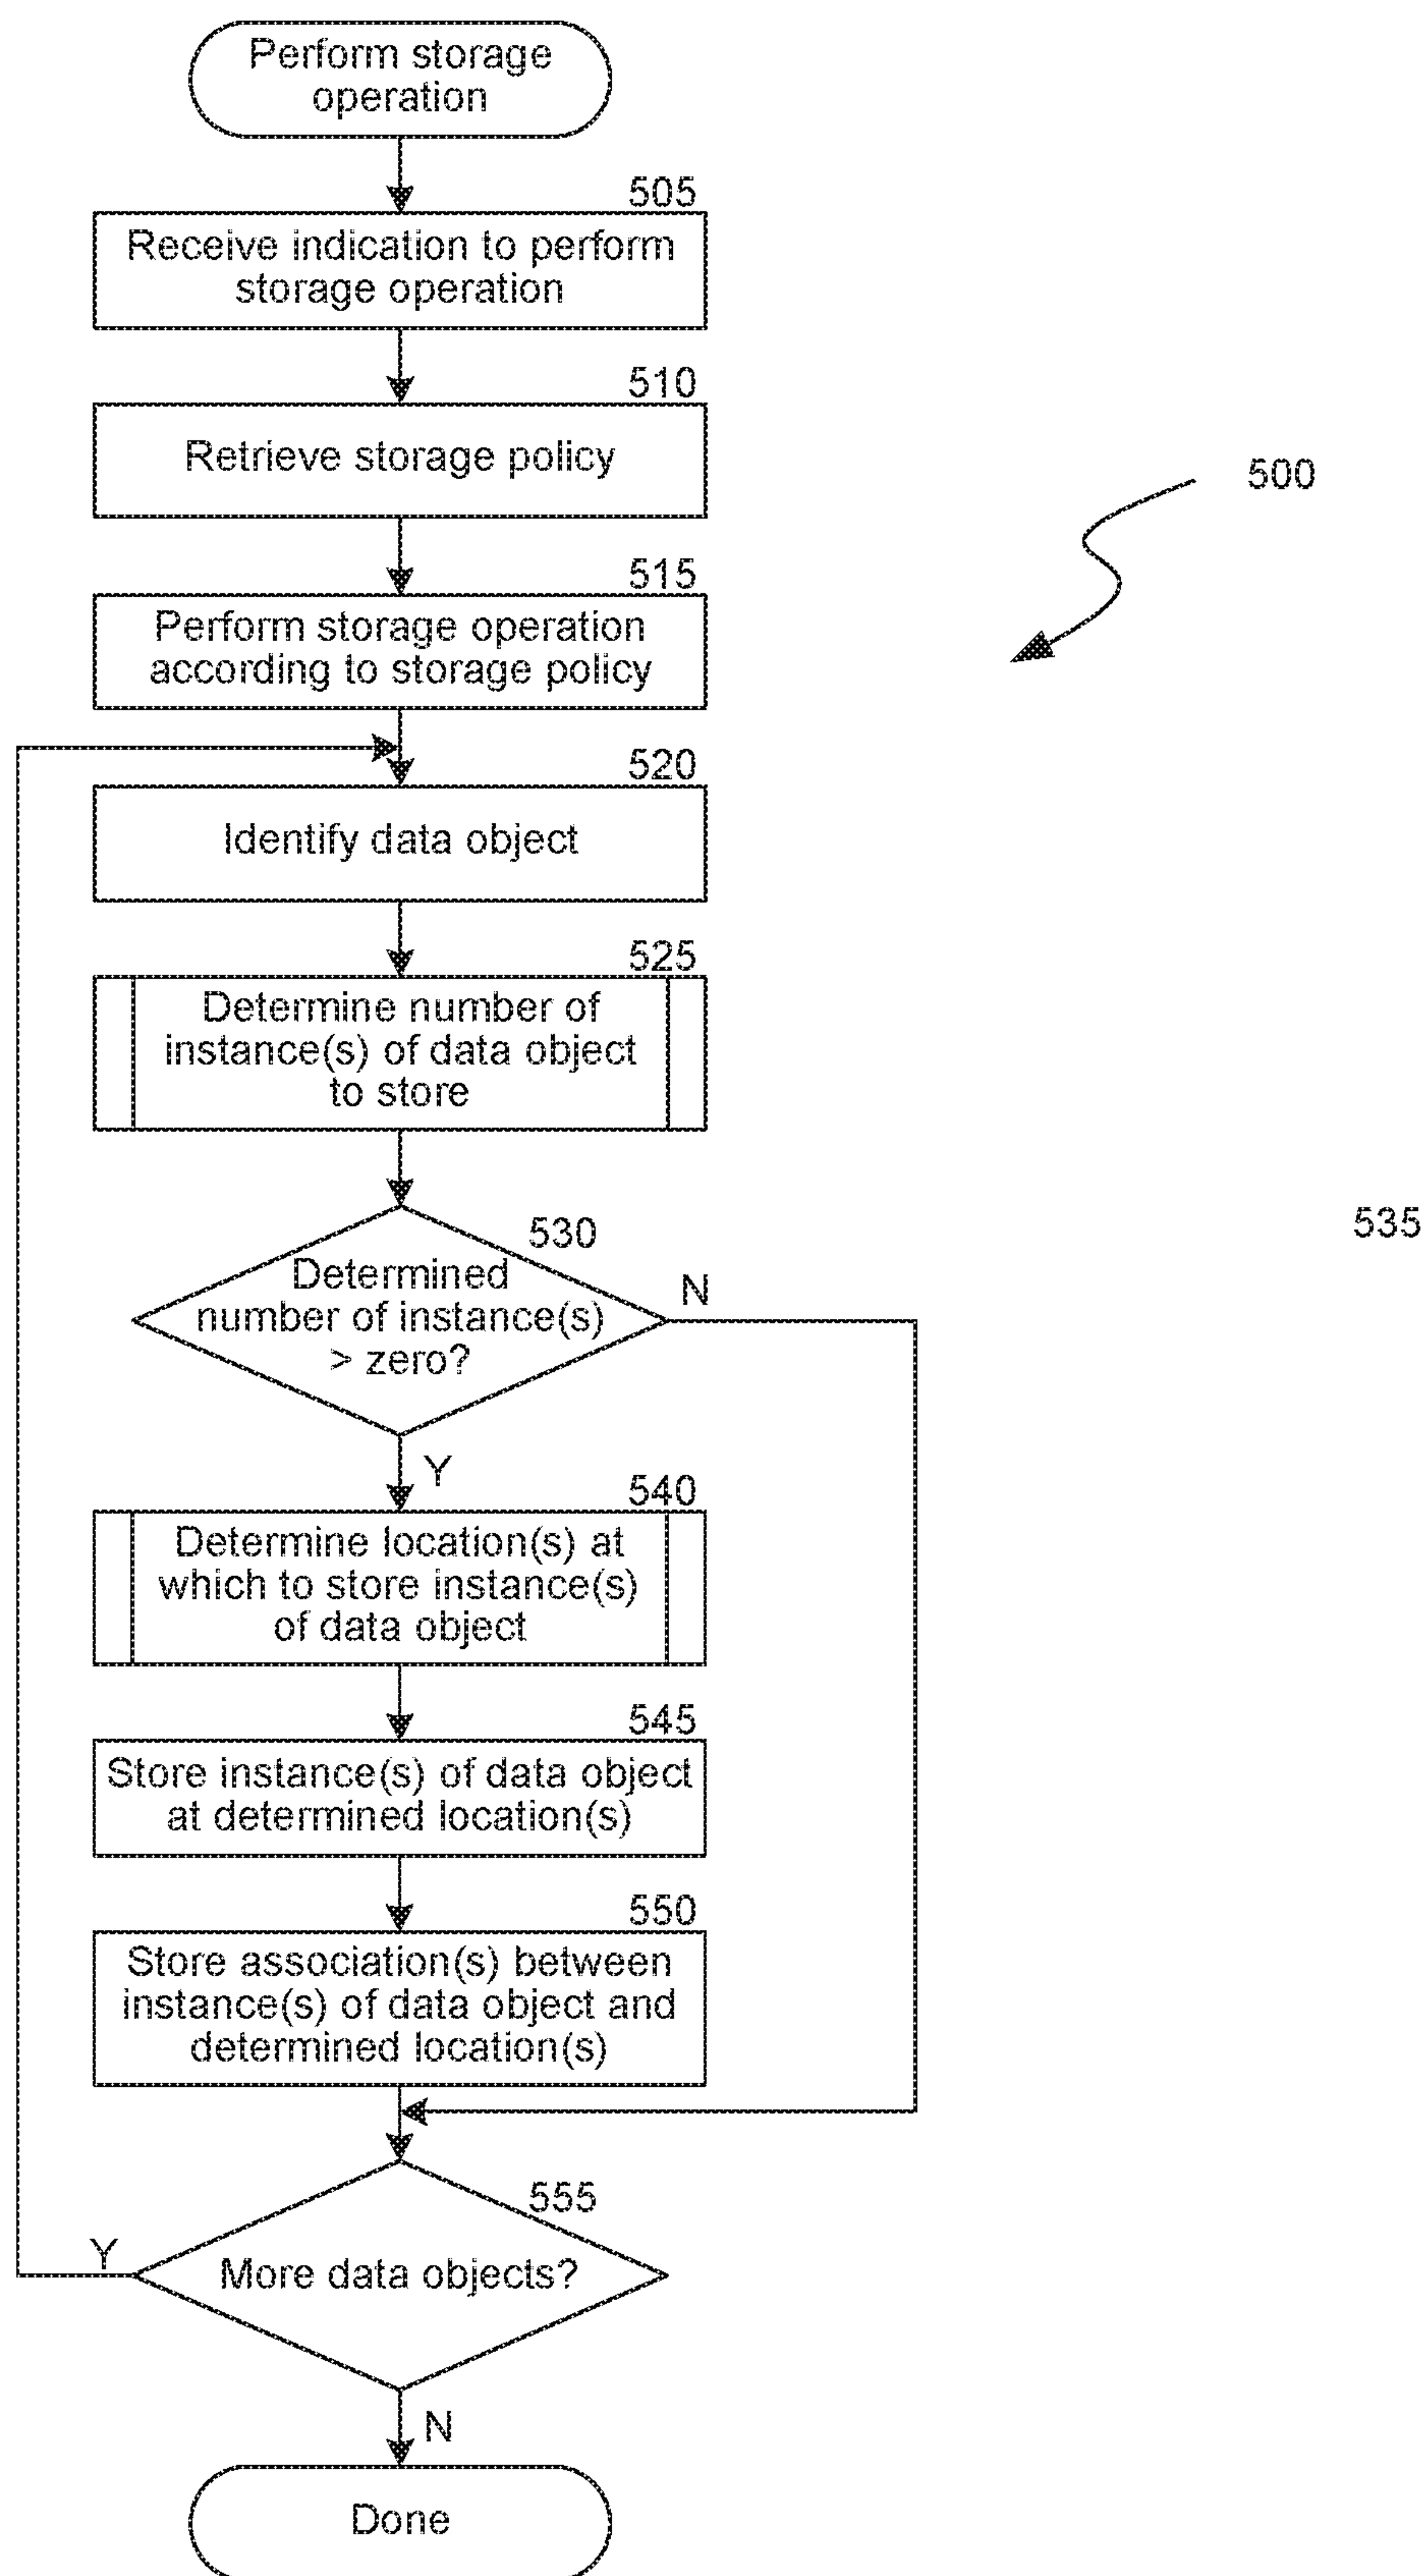 Perform storage
operation
505
Receive indication to perform
storage operation
510
Retrieve storage policy
500
515
Perform storage operation
according to storage policy
520
Identify data object
525
Determine number of
instance(s) of data object
to store
530
535
Determined
number of instance(s)
> zero?
N
Y
540
Determine location(s) at
which to store instance(s)
of data object
545
Store instance(s) of data object
at determined location(s)
550
Store association(s) between
instance(s) of data object and
determined location(s)
555
Y
More data objects?
N
Done